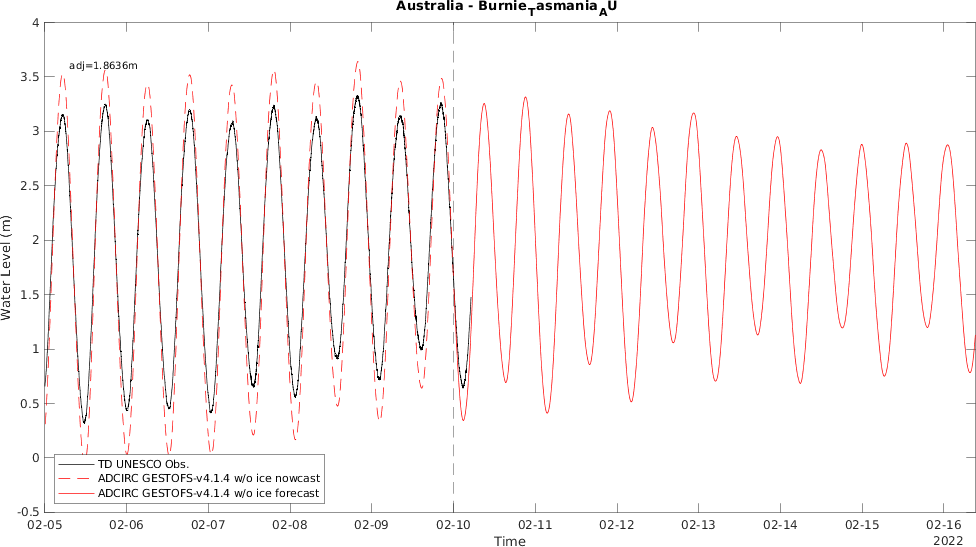 Australia - Burnie_Tasmania_AU
4
adj=1.8636m
3.5
3
2.5
2
1.5
1
0.5
0
-0.5
Water Level (m)
TD UNESCO Obs.
ADCIRC GESTOFS-v4.1.4 w/o ice nowcast
ADCIRC GESTOFS-v4.1.4 w/o ice forecast
02-05 02-06 02-07 02-08 02-09 02-10 02-11 02-12 02-13 02-14 02-15 02-16
Time
2022